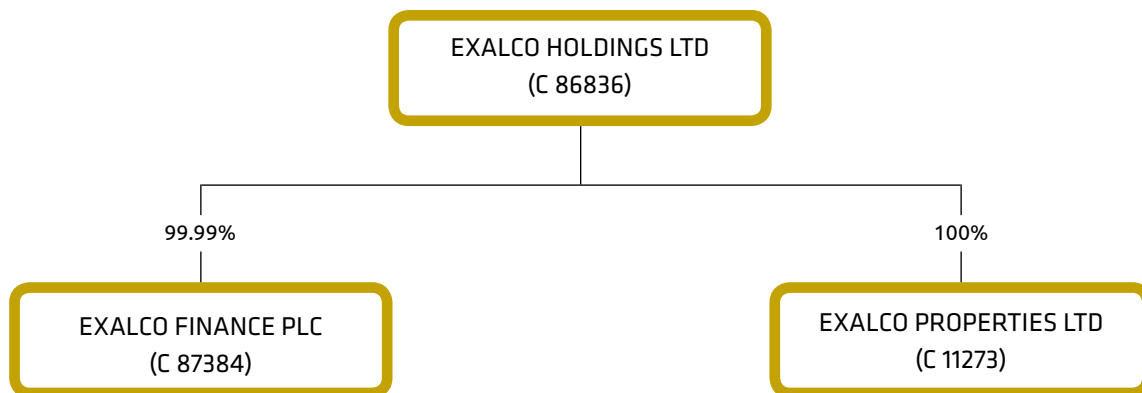 EXALCO HOLDINGS LTD
(C 86836)
99.99%
100%
EXALCO FINANCE PLC
(C 87384)
EXALCO PROPERTIES LTD
(C 11273)